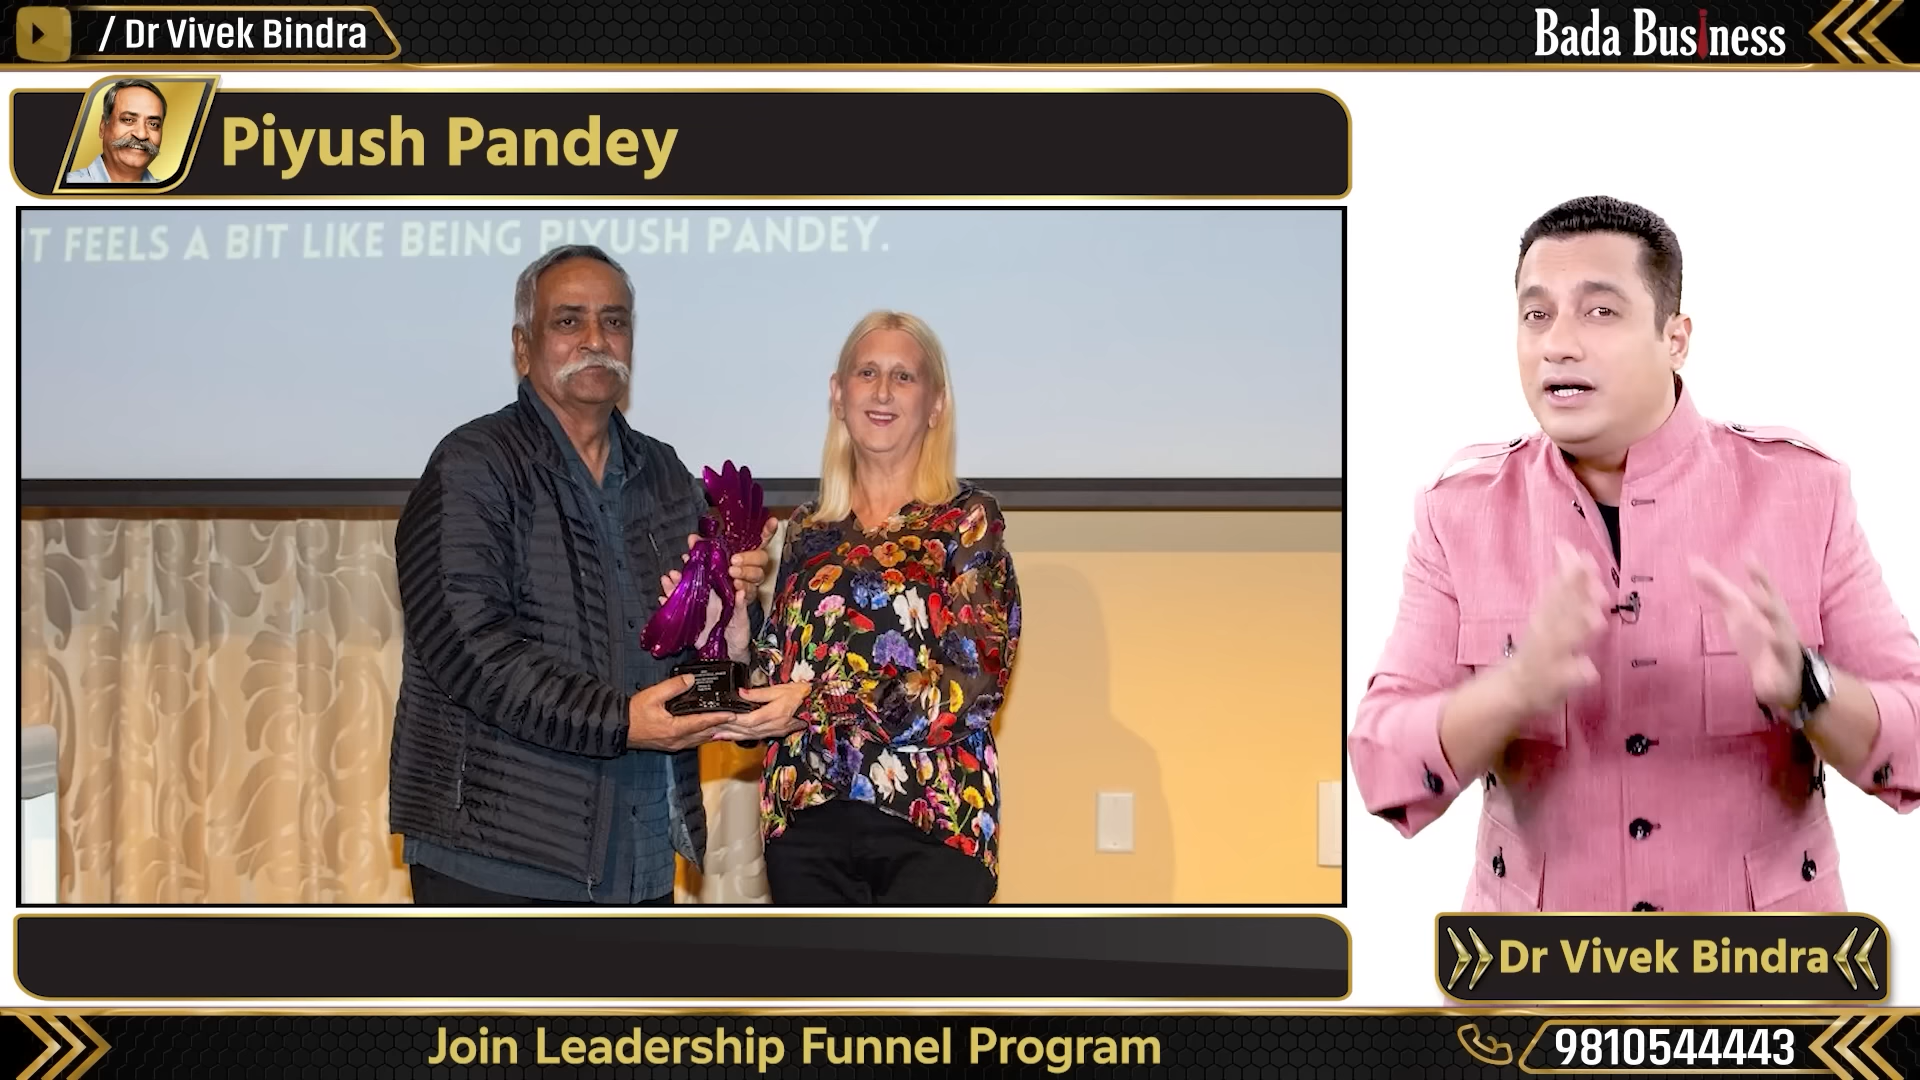 / Dr Vivek Bindra
Bada Business
Piyush Pandey
IT FEELS A BIT LIKE BEING PIYUSH PANDEY.
Dr Vivek Bindra
Join Leadership Funnel Program
9810544443